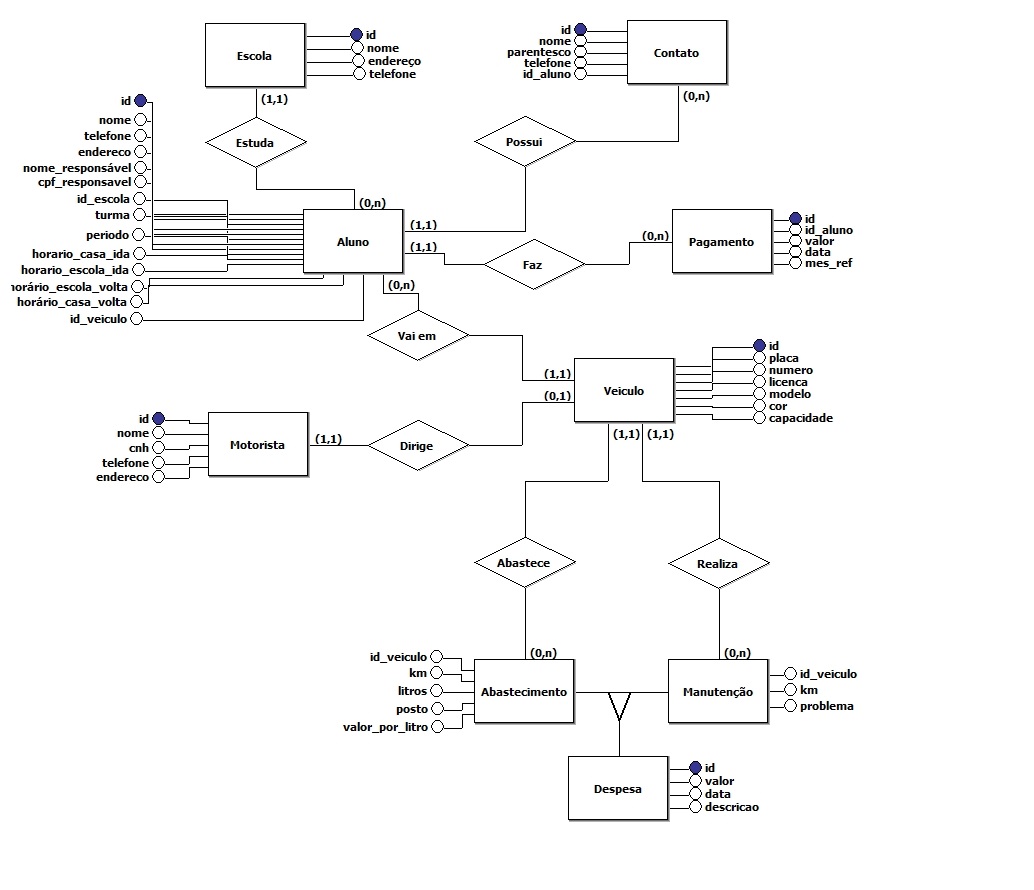 Escola
id
nome
endereço
telefone
(1,1)
Estuda
(0,n)
id
nome
parentesco
telefone
id_aluno
Contato
(0,n)
Possui
(1,1)
id
nome
telefone
endereco
nome_responsável
cpf_responsavel
id_escola
turma
periodo
horario_casa_ida
horario_escola_ida
horário_escola_volta
horário_casa_volta
id_veiculo
Aluno
(1,1)
Faz
(0,n)
Pagamento
id
id_aluno
valor
data
mes_ref
(0,n)
Vai em
(1,1)
Veiculo
id
placa
numero
licenca
modelo
cor
capacidade
(0,1)
id
nome
cnh
telefone
endereco
Motorista
(1,1)
Dirige
(1,1)
(1,1)
Abastece
Realiza
(0,n)
(0,n)
id_veiculo
km
litros
posto
valor_por_litro
Abastecimento
Manutenção
id_veiculo
km
problema
Despesa
id
valor
data
descricao